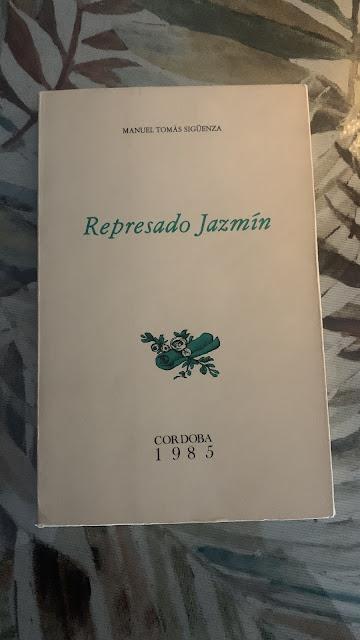 MANUEL TOMÁS SIGÜENZA
Represado Jazmín
CORDOBA
1985